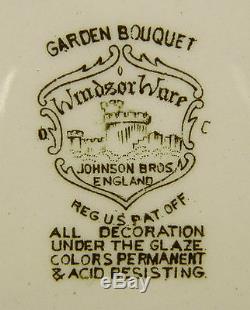 GARDEN BOUQUET
Windsor Ware
D C
JOHNSON BROS.
ENGLAND
REG. U.S. PAT. OFF.
ALL DECORATION
UNDER THE GLAZE
COLORS PERMANENT
& ACID RESISTING.